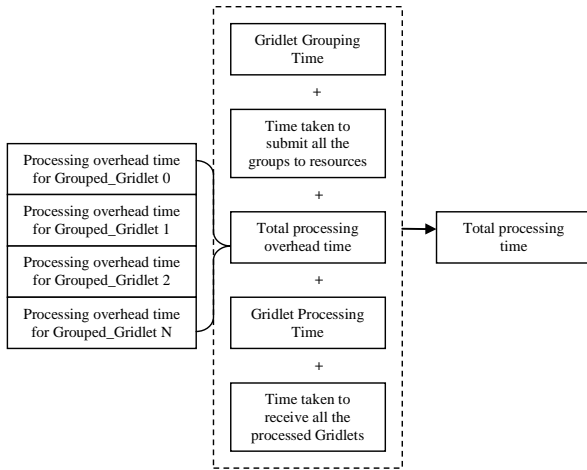 Processing overhead time
for Grouped_Gridlet 0
Processing overhead time
for Grouped_Gridlet 1
Processing overhead time
for Grouped_Gridlet 2
Processing overhead time
for Grouped_Gridlet N
Gridlet Grouping
Time
+
Time taken to
submit all the
groups to resources
+
Total processing
overhead time
+
Gridlet Processing
Time
+
Time taken to
receive all the
processed Gridlets
Total processing
time